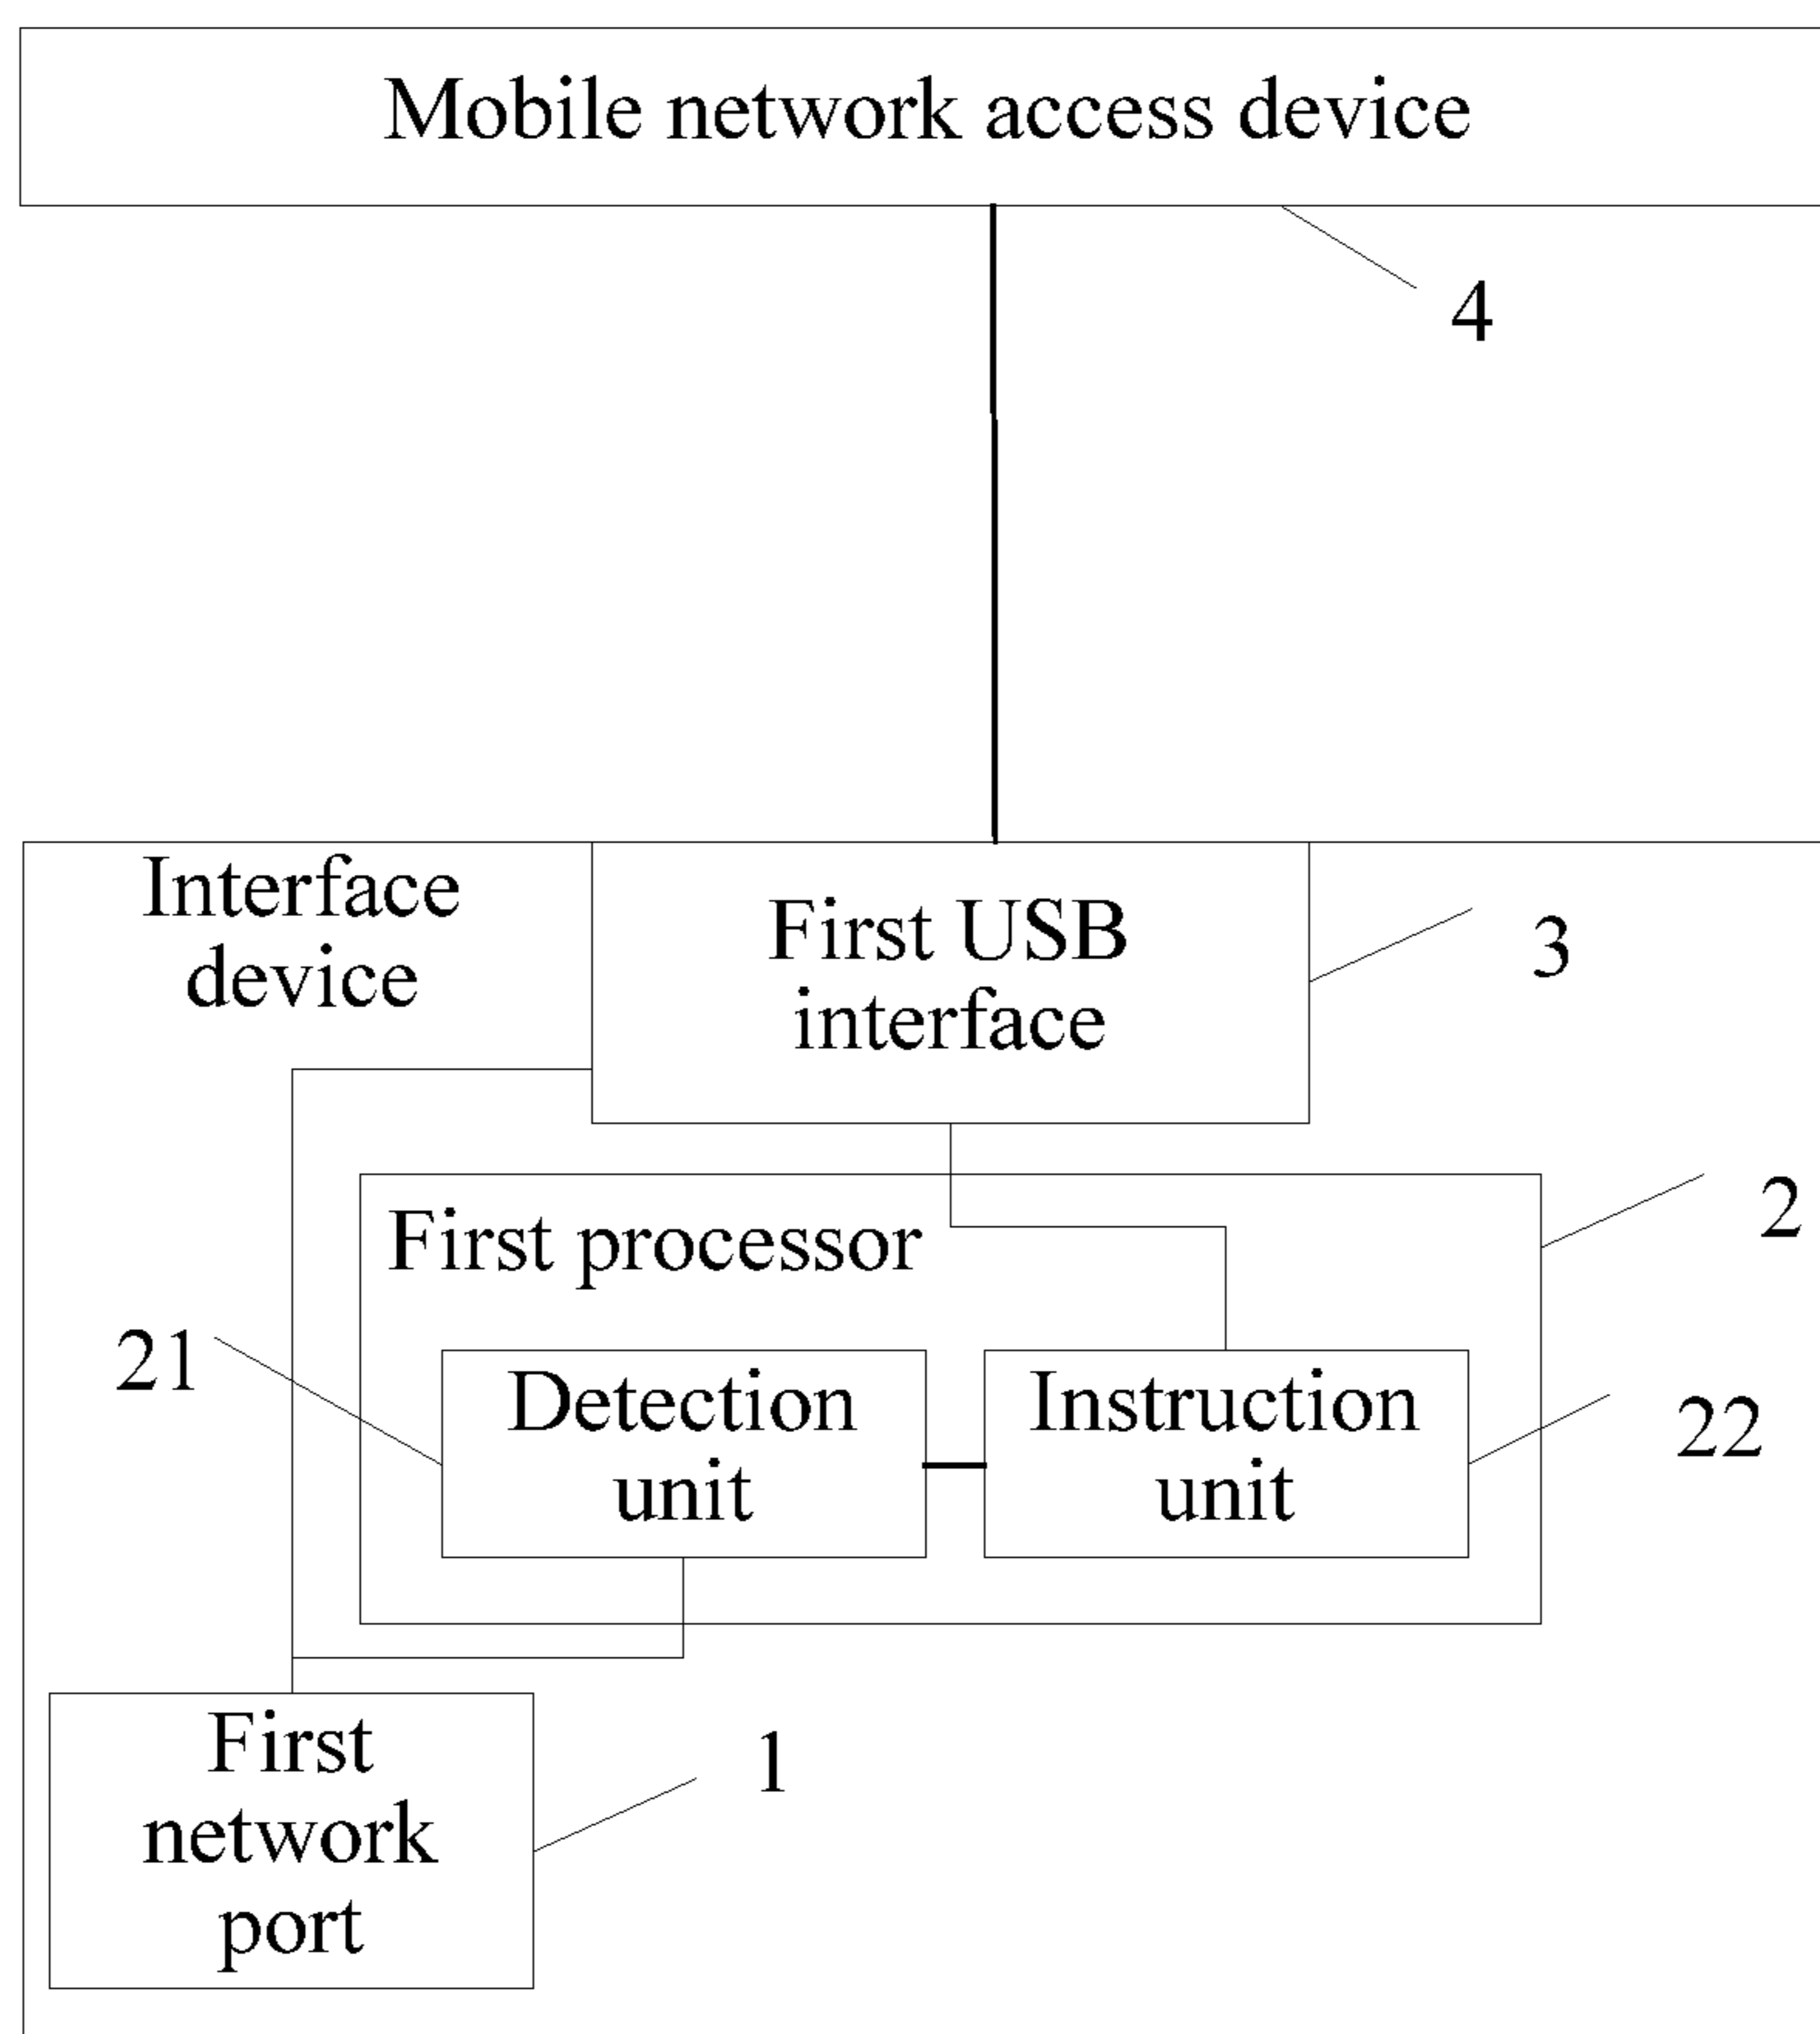 Mobile network access device
4
Interface
device
First USB
interface
3
First processor
2
21
Detection
unit
Instruction
unit
22
First
network
port
1